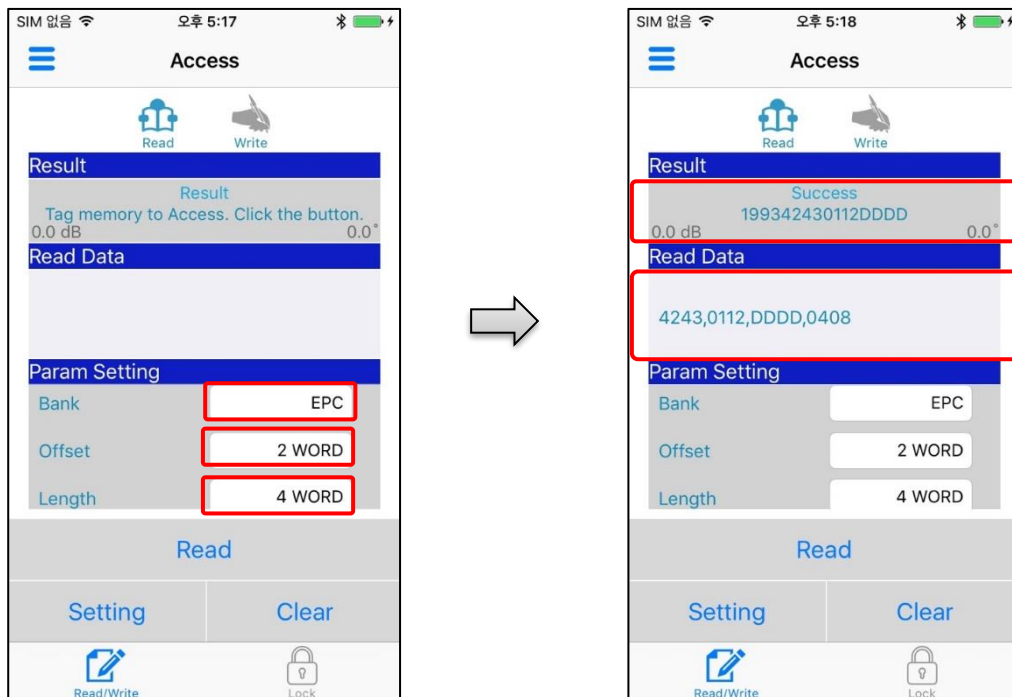 SIM 없음 오후 5:17
Access
Read Write
Result
Result
Tag memory to Access. Click the button.
0.0 dB 0.0°
Read Data
Param Setting
Bank EPC
Offset 2 WORD
Length 4 WORD
Read
Setting Clear
Read/Write Lock
SIM 없음 오후 5:18
Access
Read Write
Result
Success
199342430112DDDD
0.0 dB 0.0°
Read Data
4243,0112,DDDD,0408
Param Setting
Bank EPC
Offset 2 WORD
Length 4 WORD
Read
Setting Clear
Read/Write Lock